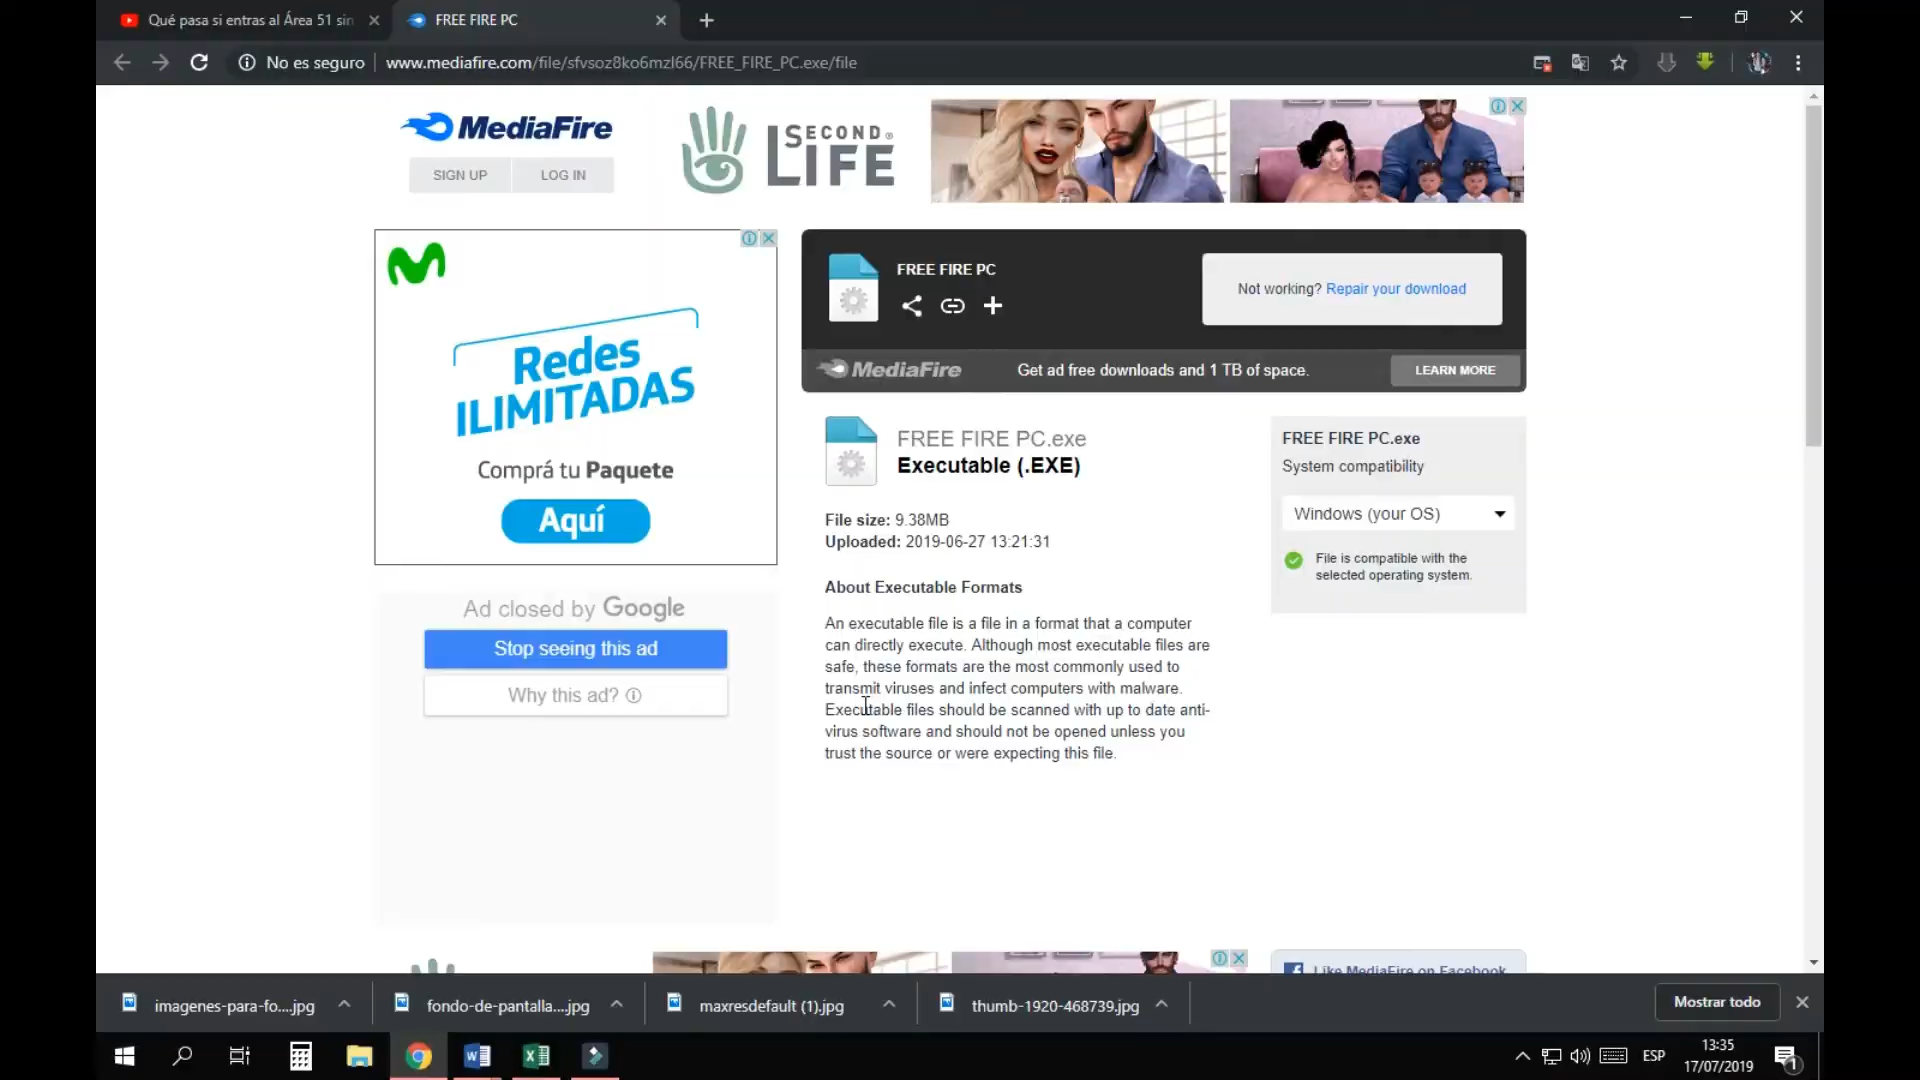 Qué pasa si entras al Área 51 sin
FREE FIRE PC
No es seguro
www.mediafire.com/file/sfvsoz8ko6mzl66/FREE_FIRE_PC.exe/file
MediaFire
SIGN UP
LOG IN
SECOND
LIFE
Redes
ILIMITADAS
Comprá tu Paquete
Aquí
Ad closed by Google
Stop seeing this ad
Why this ad?
FREE FIRE PC
Not working? Repair your download
MediaFire
Get ad free downloads and 1 TB of space.
LEARN MORE
FREE FIRE PC.exe
Executable (.EXE)
File size: 9.38MB
Uploaded: 2019-06-27 13:21:31
About Executable Formats
An executable file is a file in a format that a computer
can directly execute. Although most executable files are
safe, these formats are the most commonly used to
transmit viruses and infect computers with malware.
Executable files should be scanned with up to date anti-
virus software and should not be opened unless you
trust the source or were expecting this file.
FREE FIRE PC.exe
System compatibility
Windows (your OS)
File is compatible with the
selected operating system.
Like MediaFire on Facebook
imagenes-para-fo....jpg
fondo-de-pantalla....jpg
maxresdefault (1).jpg
thumb-1920-468739.jpg
Mostrar todo
ESP
13:35
17/07/2019
1